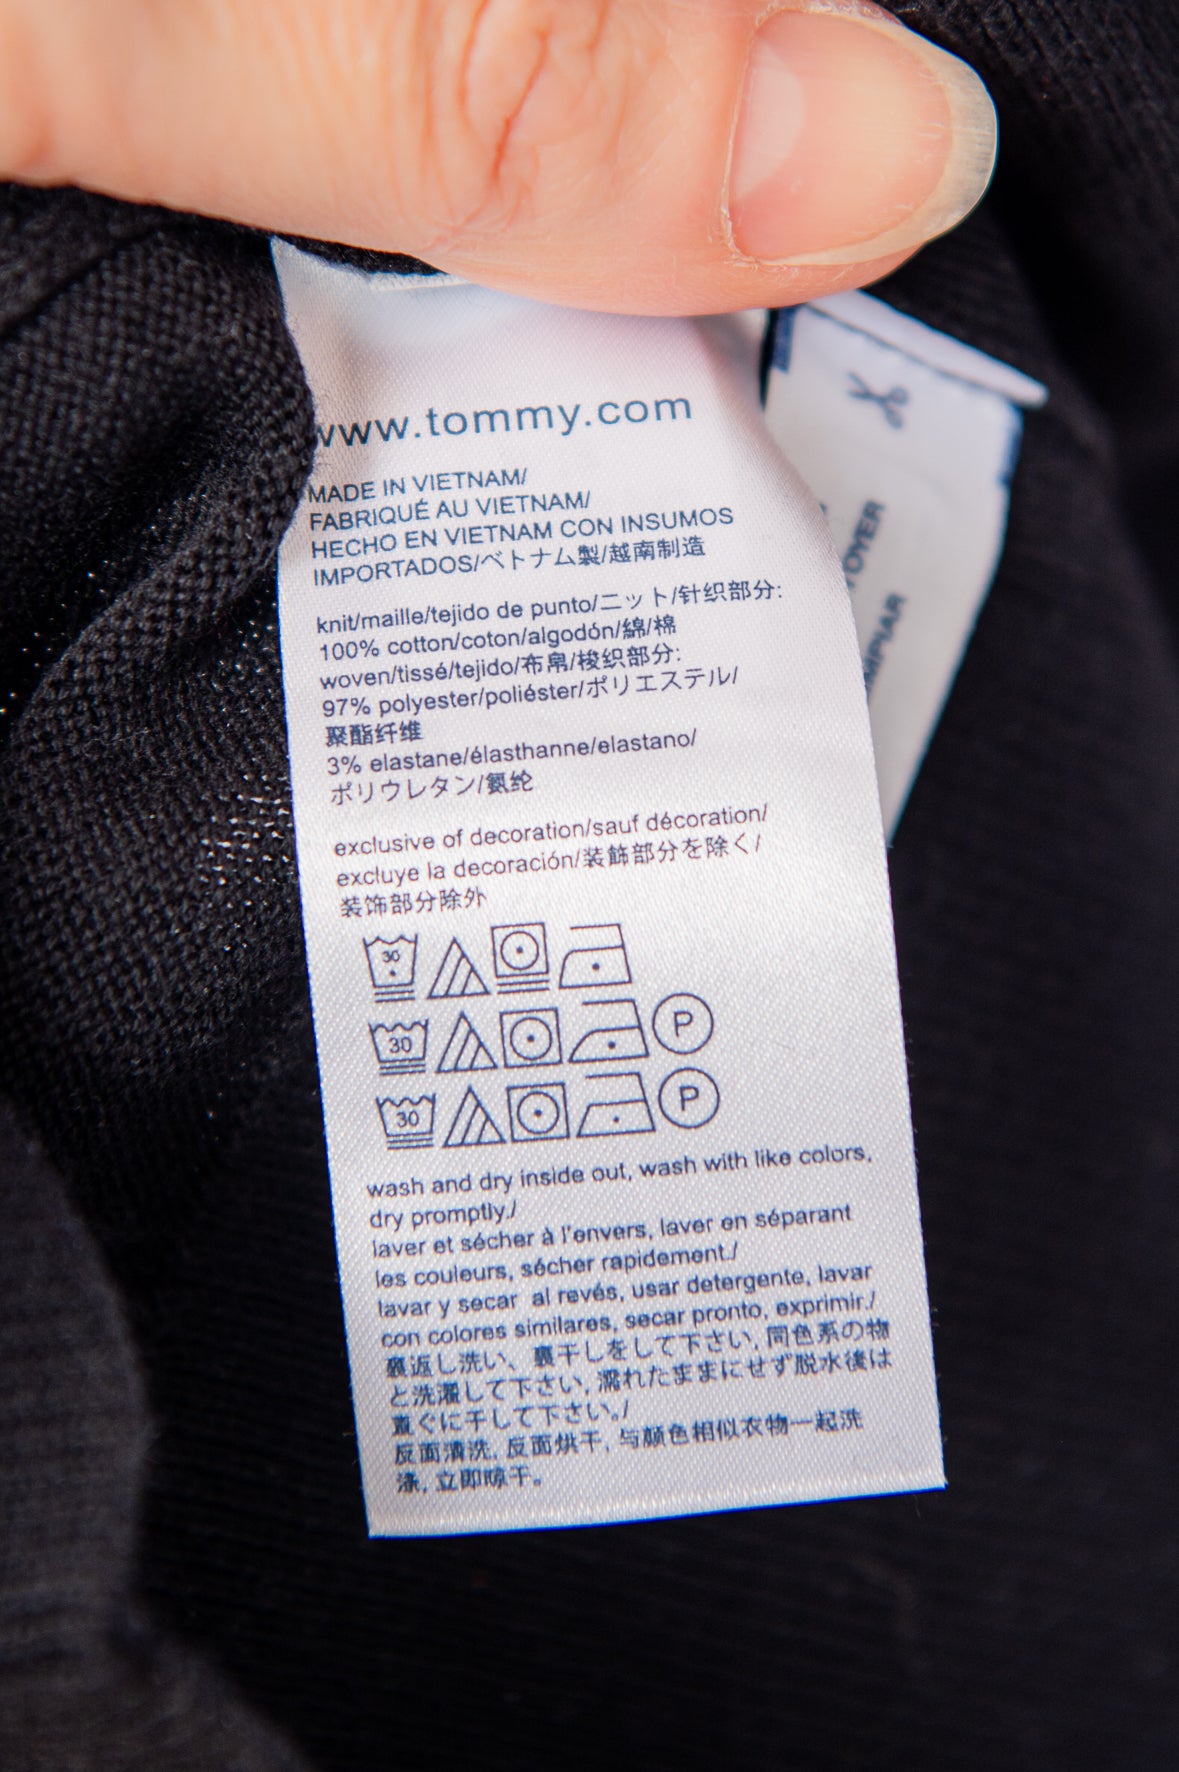 www.tommy.com
MADE IN VIETNAM/
FABRIQUÉ AU VIETNAM/
HECHO EN VIETNAM CON INSUMOS
IMPORTADOS/ベトナム製/越南制造
knit/maille/tejido de punto/ニット/针织部分:
100% cotton/coton/algodón/綿/棉
woven/tissé/tejido/布帛/梭织部分:
97% polyester/poliéster/ポリエステル/
聚酯纤维
3% elastane/élasthanne/elastano/
ポリウレタン/氨纶
exclusive of decoration/sauf décoration/
excluye la decoración/装飾部分を除く/
装饰部分除外
30
30 P
30 P
wash and dry inside out, wash with like colors,
dry promptly./
laver et sécher à l'envers, laver en séparant
les couleurs, sécher rapidement./
lavar y secar al revés, usar detergente, lavar
con colores similares, secar pronto, exprimir./
裏返し洗い、裏干しをして下さい, 同色系の物
と洗濯して下さい, 濡れたままにせず脱水後は
直ぐに干して下さい。/
反面清洗, 反面烘干, 与颜色相似衣物一起洗
涤, 立即晾干。